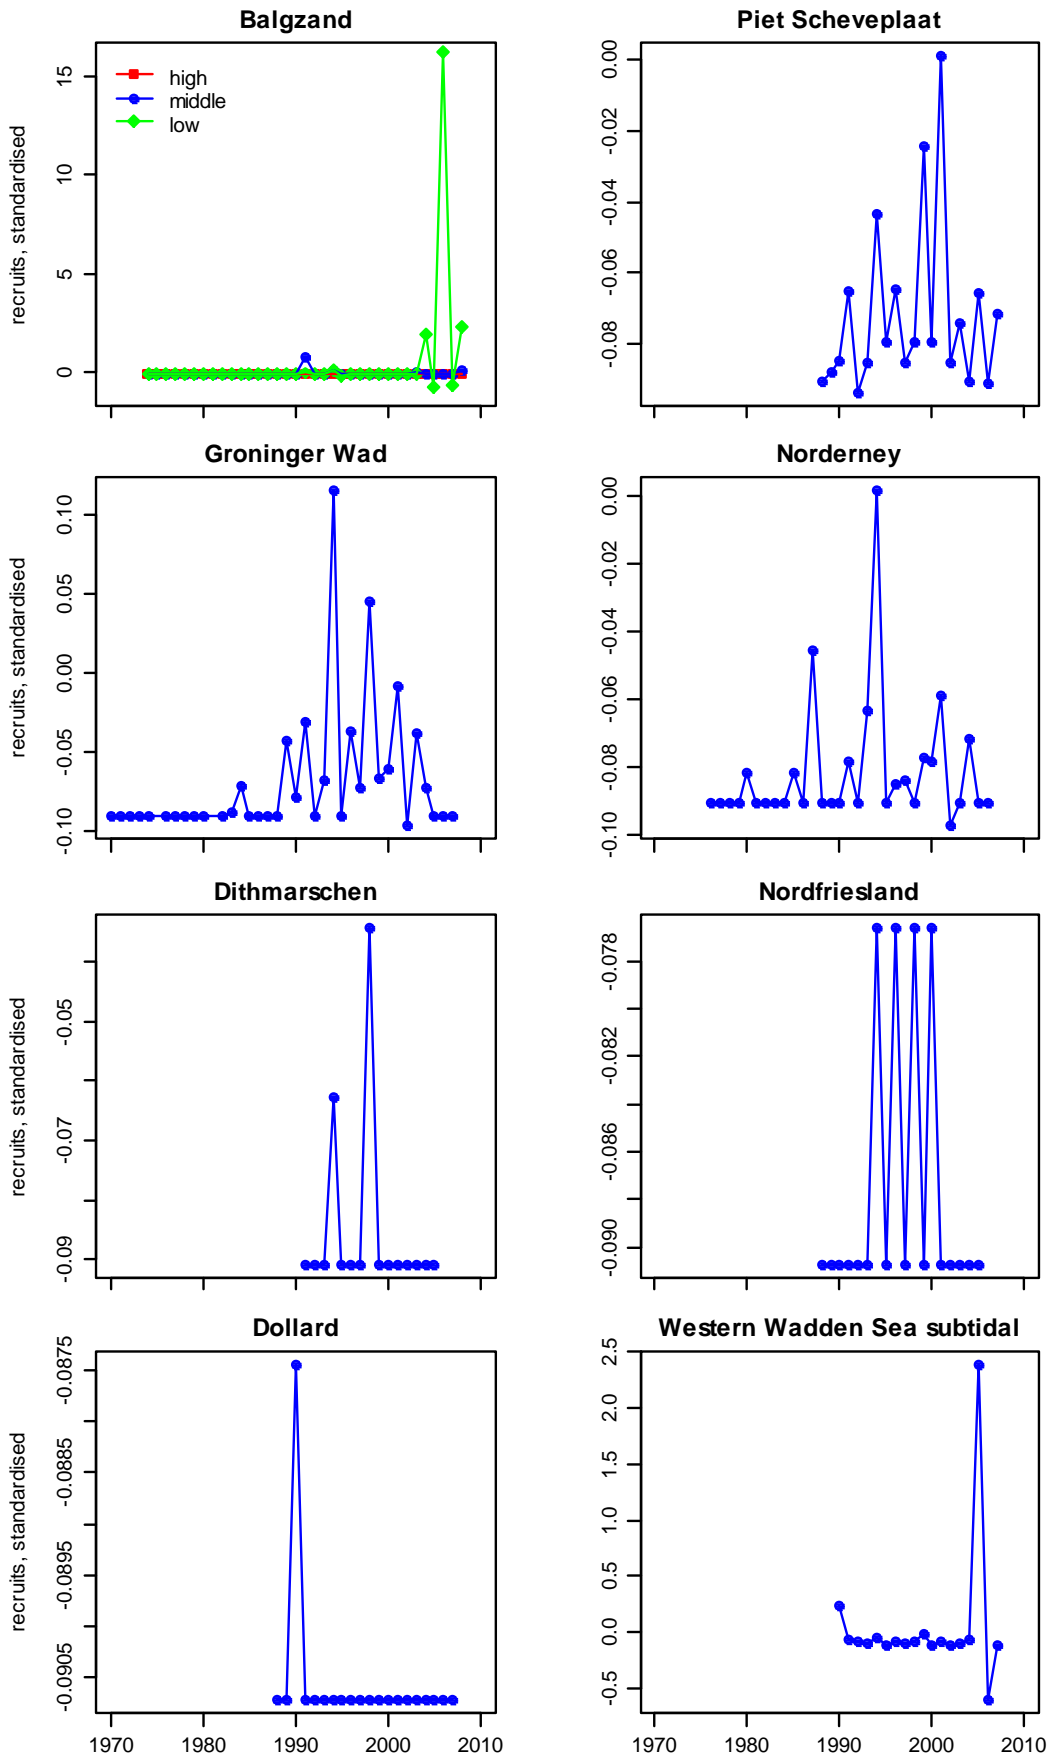 Balgzand
Piet Scheveplaat
high
middle
low
recruits, standardised
0
5
10
15
-0.08
-0.06
-0.04
-0.02
0.00
Groninger Wad
Norderney
recruits, standardised
-0.10
-0.05
0.00
0.05
0.10
-0.10
-0.08
-0.06
-0.04
-0.02
0.00
Dithmarschen
Nordfriesland
recruits, standardised
-0.09
-0.07
-0.05
-0.090
-0.086
-0.082
-0.078
Dollard
Western Wadden Sea subtidal
recruits, standardised
-0.0905
-0.0895
-0.0885
-0.0875
-0.5
0.0
0.5
1.0
1.5
2.0
2.5
1970 1980 1990 2000 2010
1970 1980 1990 2000 2010